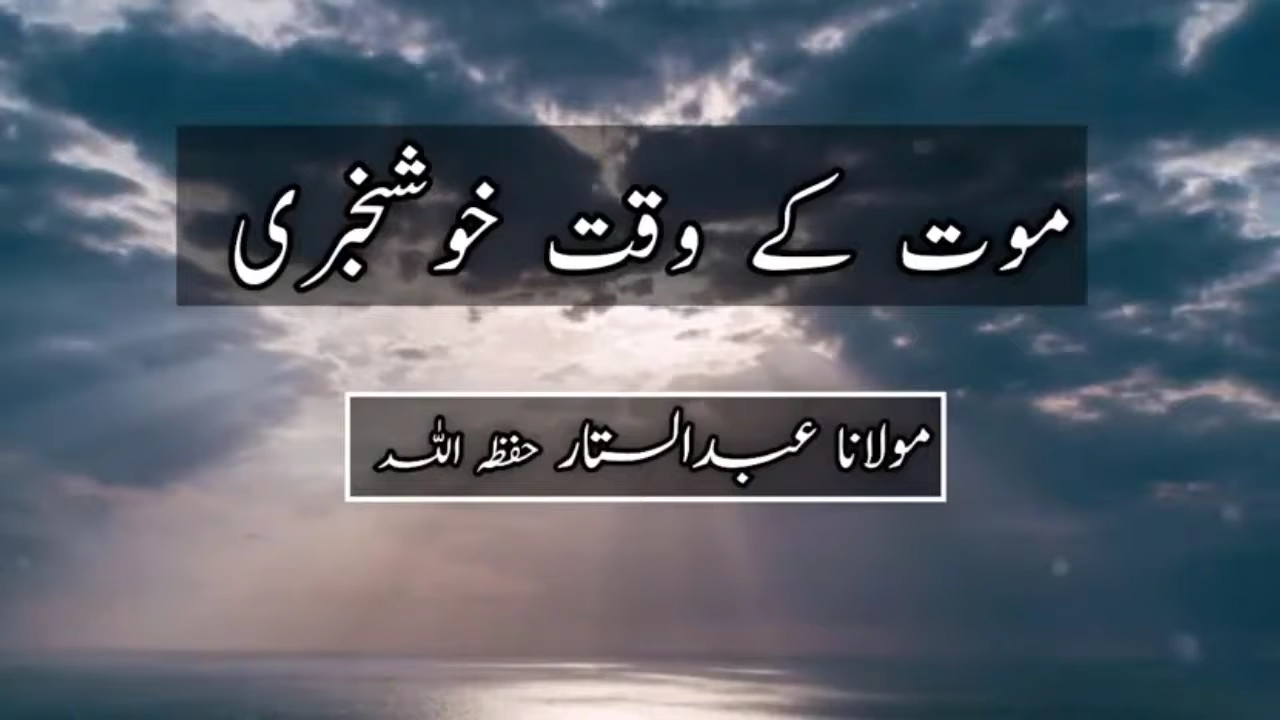 موت کے وقت خوشخبری
مولانا عبدالستار حفظہ اللہ